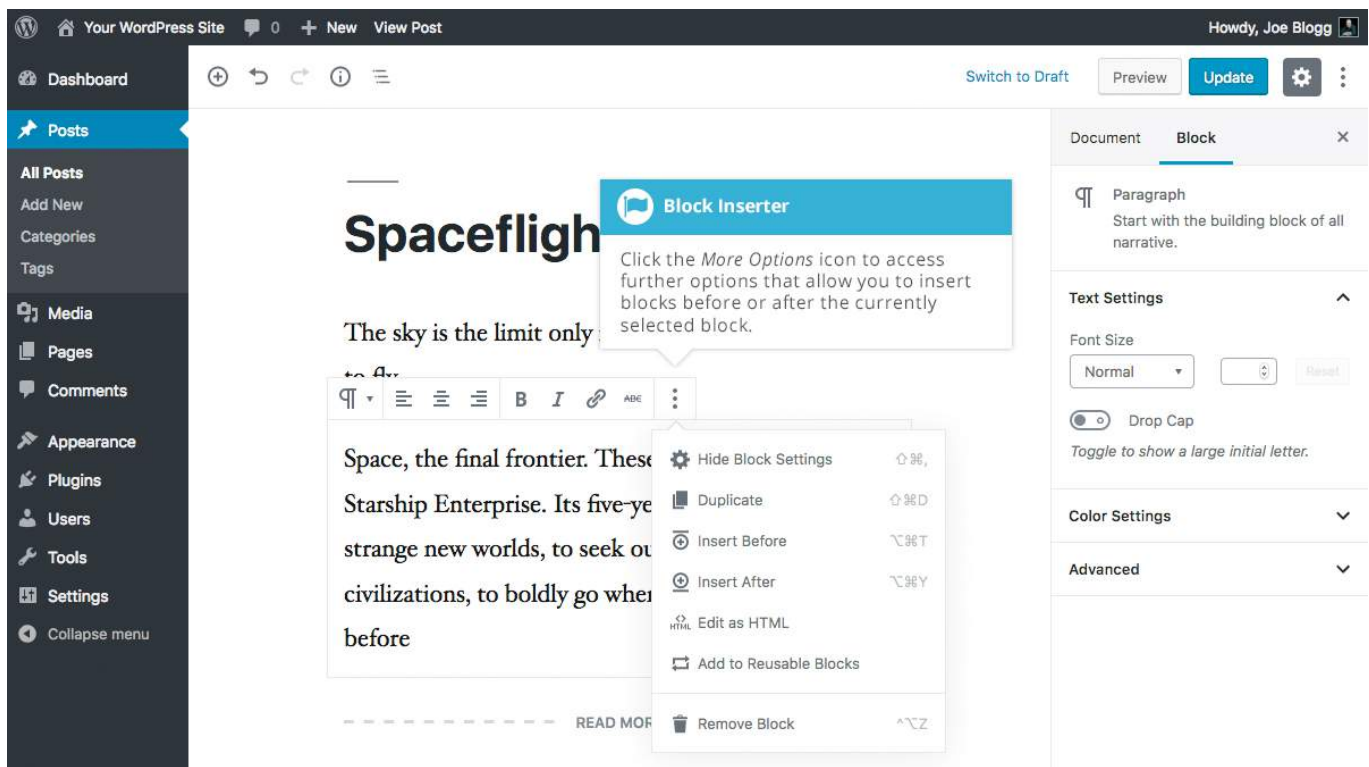 Your WordPress Site 0 New View Post
Howdy, Joe Blogg
Dashboard
Posts
All Posts
Add New
Categories
Tags
Media
Pages
Comments
Appearance
Plugins
Users
Tools
Settings
Collapse menu
Switch to Draft Preview Update
Spacefligh
The sky is the limit only
to fly
Block Inserter
Click the More Options icon to access
further options that allow you to insert
blocks before or after the currently
selected block.
B I ABC
Space, the final frontier. These
Starship Enterprise. Its five-ye
strange new worlds, to seek ou
civilizations, to boldly go wher
before
READ MOR
Hide Block Settings ⇧⌘,
Duplicate ⇧⌘D
Insert Before ⌥⌘T
Insert After ⌥⌘Y
HTML Edit as HTML
Add to Reusable Blocks
Remove Block ^⌥Z
Document Block
Paragraph
Start with the building block of all
narrative.
Text Settings
Font Size
Normal Reset
Drop Cap
Toggle to show a large initial letter.
Color Settings
Advanced